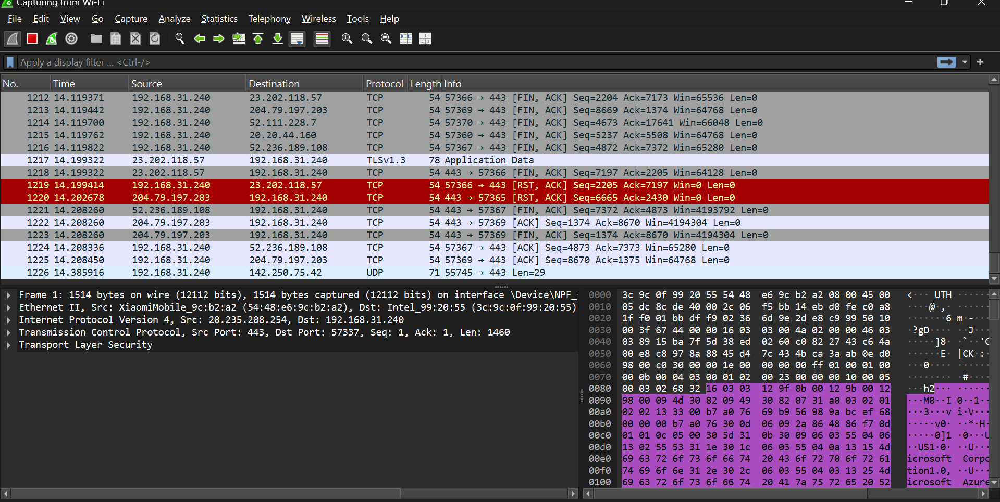 Capturing from Wi-Fi
File Edit View Go Capture Analyze Statistics Telephony Wireless Tools Help
Apply a display filter ... <Ctrl-/>
No. Time Source Destination Protocol Length Info
1212 14.119371 192.168.31.240 23.202.118.57 TCP 54 57366 → 443 [FIN, ACK] Seq=2204 Ack=7173 Win=65536 Len=0
1213 14.119442 192.168.31.240 204.79.197.203 TCP 54 57369 → 443 [FIN, ACK] Seq=8669 Ack=1374 Win=64768 Len=0
1214 14.119700 192.168.31.240 52.111.228.7 TCP 54 57370 → 443 [FIN, ACK] Seq=4673 Ack=17641 Win=66048 Len=0
1215 14.119762 192.168.31.240 20.20.44.160 TCP 54 57360 → 443 [FIN, ACK] Seq=5237 Ack=5508 Win=64768 Len=0
1216 14.119822 192.168.31.240 52.236.189.108 TCP 54 57367 → 443 [FIN, ACK] Seq=4872 Ack=7372 Win=65280 Len=0
1217 14.199322 23.202.118.57 192.168.31.240 TLSv1.3 78 Application Data
1218 14.199322 23.202.118.57 192.168.31.240 TCP 54 443 → 57366 [FIN, ACK] Seq=7197 Ack=2205 Win=64128 Len=0
1219 14.199414 192.168.31.240 23.202.118.57 TCP 54 57366 → 443 [RST, ACK] Seq=2205 Ack=7197 Win=0 Len=0
1220 14.202678 204.79.197.203 192.168.31.240 TCP 54 443 → 57365 [RST, ACK] Seq=6665 Ack=2430 Win=0 Len=0
1221 14.208260 52.236.189.108 192.168.31.240 TCP 54 443 → 57367 [FIN, ACK] Seq=7372 Ack=4873 Win=4193792 Len=0
1222 14.208260 204.79.197.203 192.168.31.240 TCP 54 443 → 57369 [ACK] Seq=1374 Ack=8670 Win=4194304 Len=0
1223 14.208260 204.79.197.203 192.168.31.240 TCP 54 443 → 57369 [FIN, ACK] Seq=1374 Ack=8670 Win=4194304 Len=0
1224 14.208336 192.168.31.240 52.236.189.108 TCP 54 57367 → 443 [ACK] Seq=4873 Ack=7373 Win=65280 Len=0
1225 14.208450 192.168.31.240 204.79.197.203 TCP 54 57369 → 443 [ACK] Seq=8670 Ack=1375 Win=64768 Len=0
1226 14.385916 192.168.31.240 142.250.75.42 UDP 71 55745 → 443 Len=29
Frame 1: 1514 bytes on wire (12112 bits), 1514 bytes captured (12112 bits) on interface \Device\NPF_
Ethernet II, Src: XiaomiMobile_9c:b2:a2 (54:48:e6:9c:b2:a2), Dst: Intel_99:20:55 (3c:9c:0f:99:20:55)
Internet Protocol Version 4, Src: 20.235.208.254, Dst: 192.168.31.240
Transmission Control Protocol, Src Port: 443, Dst Port: 57337, Seq: 1, Ack: 1, Len: 1460
Transport Layer Security
0000 3c 9c 0f 99 20 55 54 48 e6 9c b2 a2 08 00 45 00 <··· UTH ······
0010 05 dc 8c de 40 00 2c 06 f5 bb 14 eb d0 fe c0 a8 ····@·,· ······
0020 1f f0 01 bb df f9 02 36 6d 9e 2d e8 c9 99 50 10 ·······6 m·-···
0030 00 3f 67 44 00 00 16 03 03 00 4a 02 00 00 46 03 ·?gD···· ··J···
0040 03 89 15 ba 7f 5d 38 ed 02 60 c0 82 27 43 c6 4a ·····]8· ·`··'C
0050 00 e8 c8 97 8a 88 45 d4 7c 43 4b ca 3a ab 0e d0 ······E· |CK·:·
0060 98 00 c0 30 00 00 1e 00 00 00 00 ff 01 00 01 00 ···0···· ······
0070 00 0b 00 04 03 00 01 02 00 23 00 00 00 10 00 05 ········ ·#····
0080 00 03 02 68 32 16 03 03 12 9f 0b 00 12 9b 00 12 ···h2··· ······
0090 98 00 09 4d 30 82 09 49 30 82 07 31 a0 03 02 01 ···M0··I 0··1··
00a0 02 02 13 33 00 b7 a0 76 69 b9 56 98 9a bc ef 68 ···3···v i·V···
00b0 00 00 00 b7 a0 76 30 0d 06 09 2a 86 48 86 f7 0d ·····v0· ··*·H·
00c0 01 01 0c 05 00 30 5d 31 0b 30 09 06 03 55 04 06 ·····0]1 ·0···U
00d0 13 02 55 53 31 1e 30 1c 06 03 55 04 0a 13 15 4d ··US1·0· ··U···
00e0 69 63 72 6f 73 6f 66 74 20 43 6f 72 70 6f 72 61 icrosoft Corpo
00f0 74 69 6f 6e 31 2e 30 2c 06 03 55 04 03 13 25 4d tion1.0, ··U···
0100 69 63 72 6f 73 6f 66 74 20 41 7a 75 72 65 20 52 icrosoft Azure